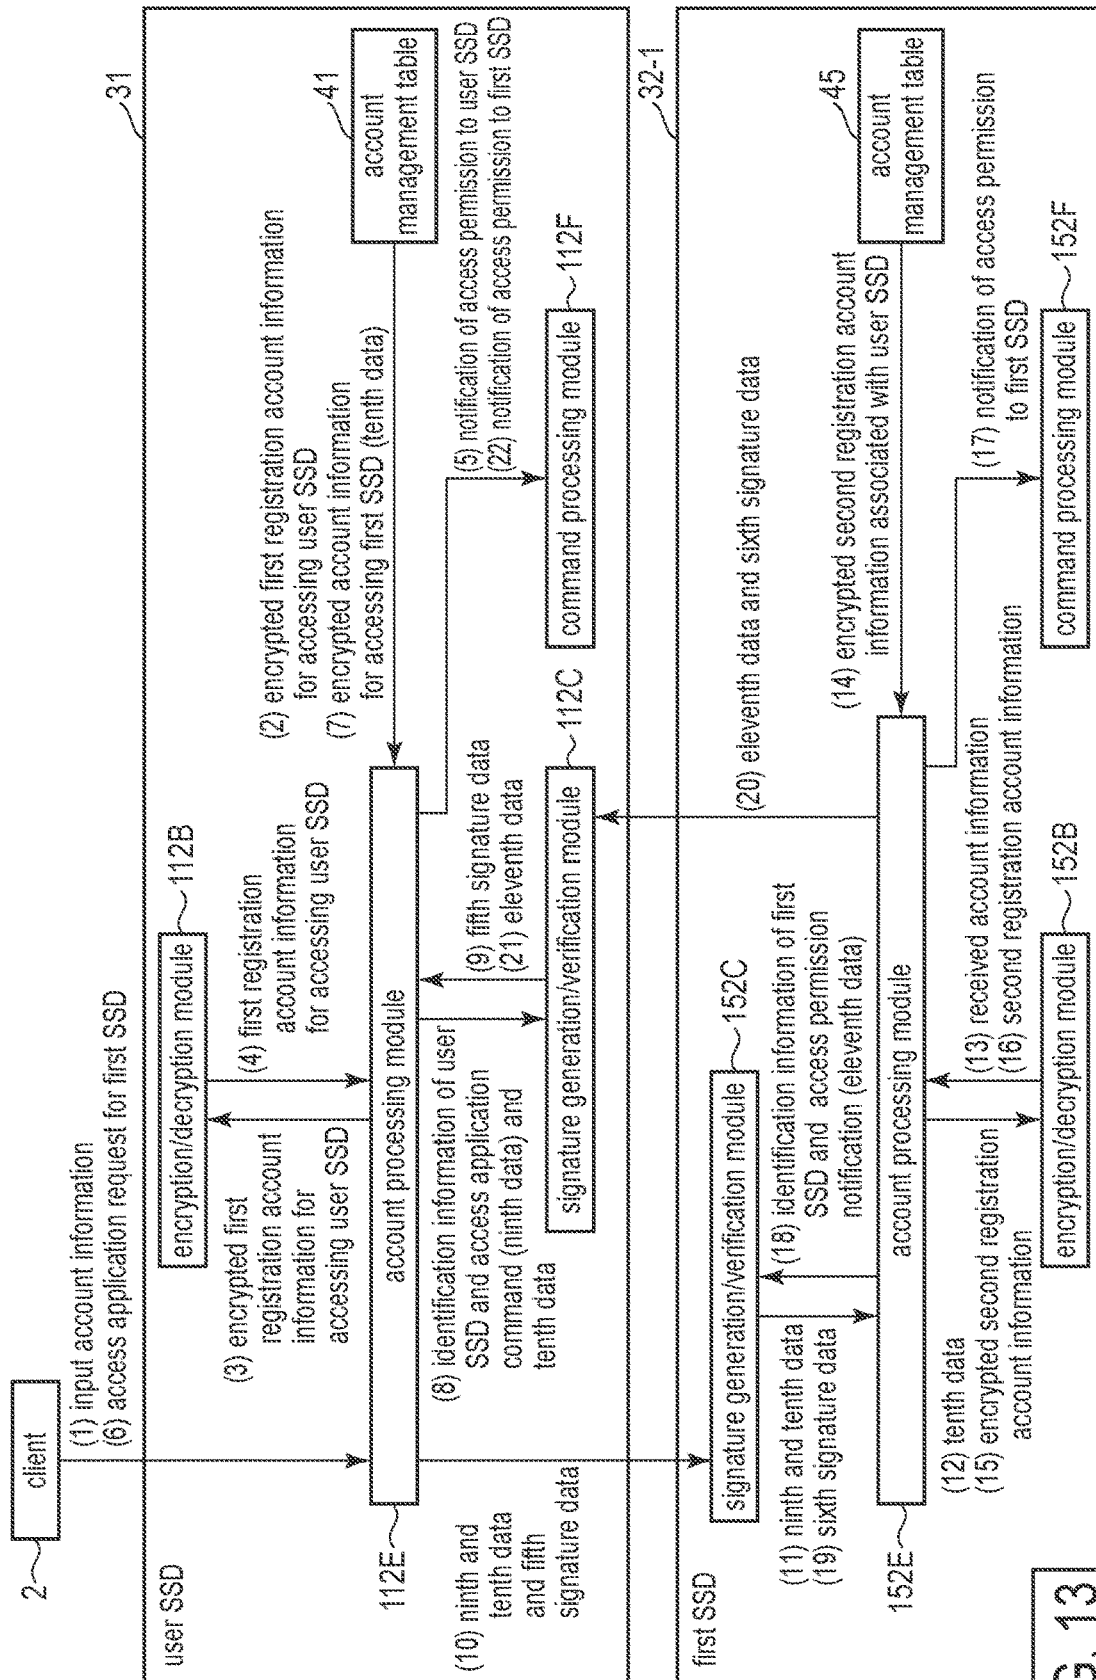 2
client
(1) input account information
(6) access application request for first SSD
31
user SSD
encryption/decryption module
112B
(3) encrypted first
registration account
information for
accessing user SSD
(4) first registration
account information
for accessing user SSD
(2) encrypted first registration account information
for accessing user SSD
(7) encrypted account information
for accessing first SSD (tenth data)
41
account
management table
112E
account processing module
(5) notification of access permission to user SSD
(22) notification of access permission to first SSD
(8) identification information of user
SSD and access application
command (ninth data) and
tenth data
(9) fifth signature data
(21) eleventh data
(10) ninth and
tenth data
and fifth
signature data
signature generation/verification module
112C
command processing module
112F
32-1
first SSD
signature generation/verification module
152C
(20) eleventh data and sixth signature data
(11) ninth and tenth data
(19) sixth signature data
(18) identification information of first
SSD and access permission
notification (eleventh data)
(14) encrypted second registration account
information associated with user SSD
45
account
management table
152E
account processing module
(12) tenth data
(15) encrypted second registration
account information
(13) received account information
(16) second registration account information
(17) notification of access permission
to first SSD
encryption/decryption module
152B
command processing module
152F
G. 13